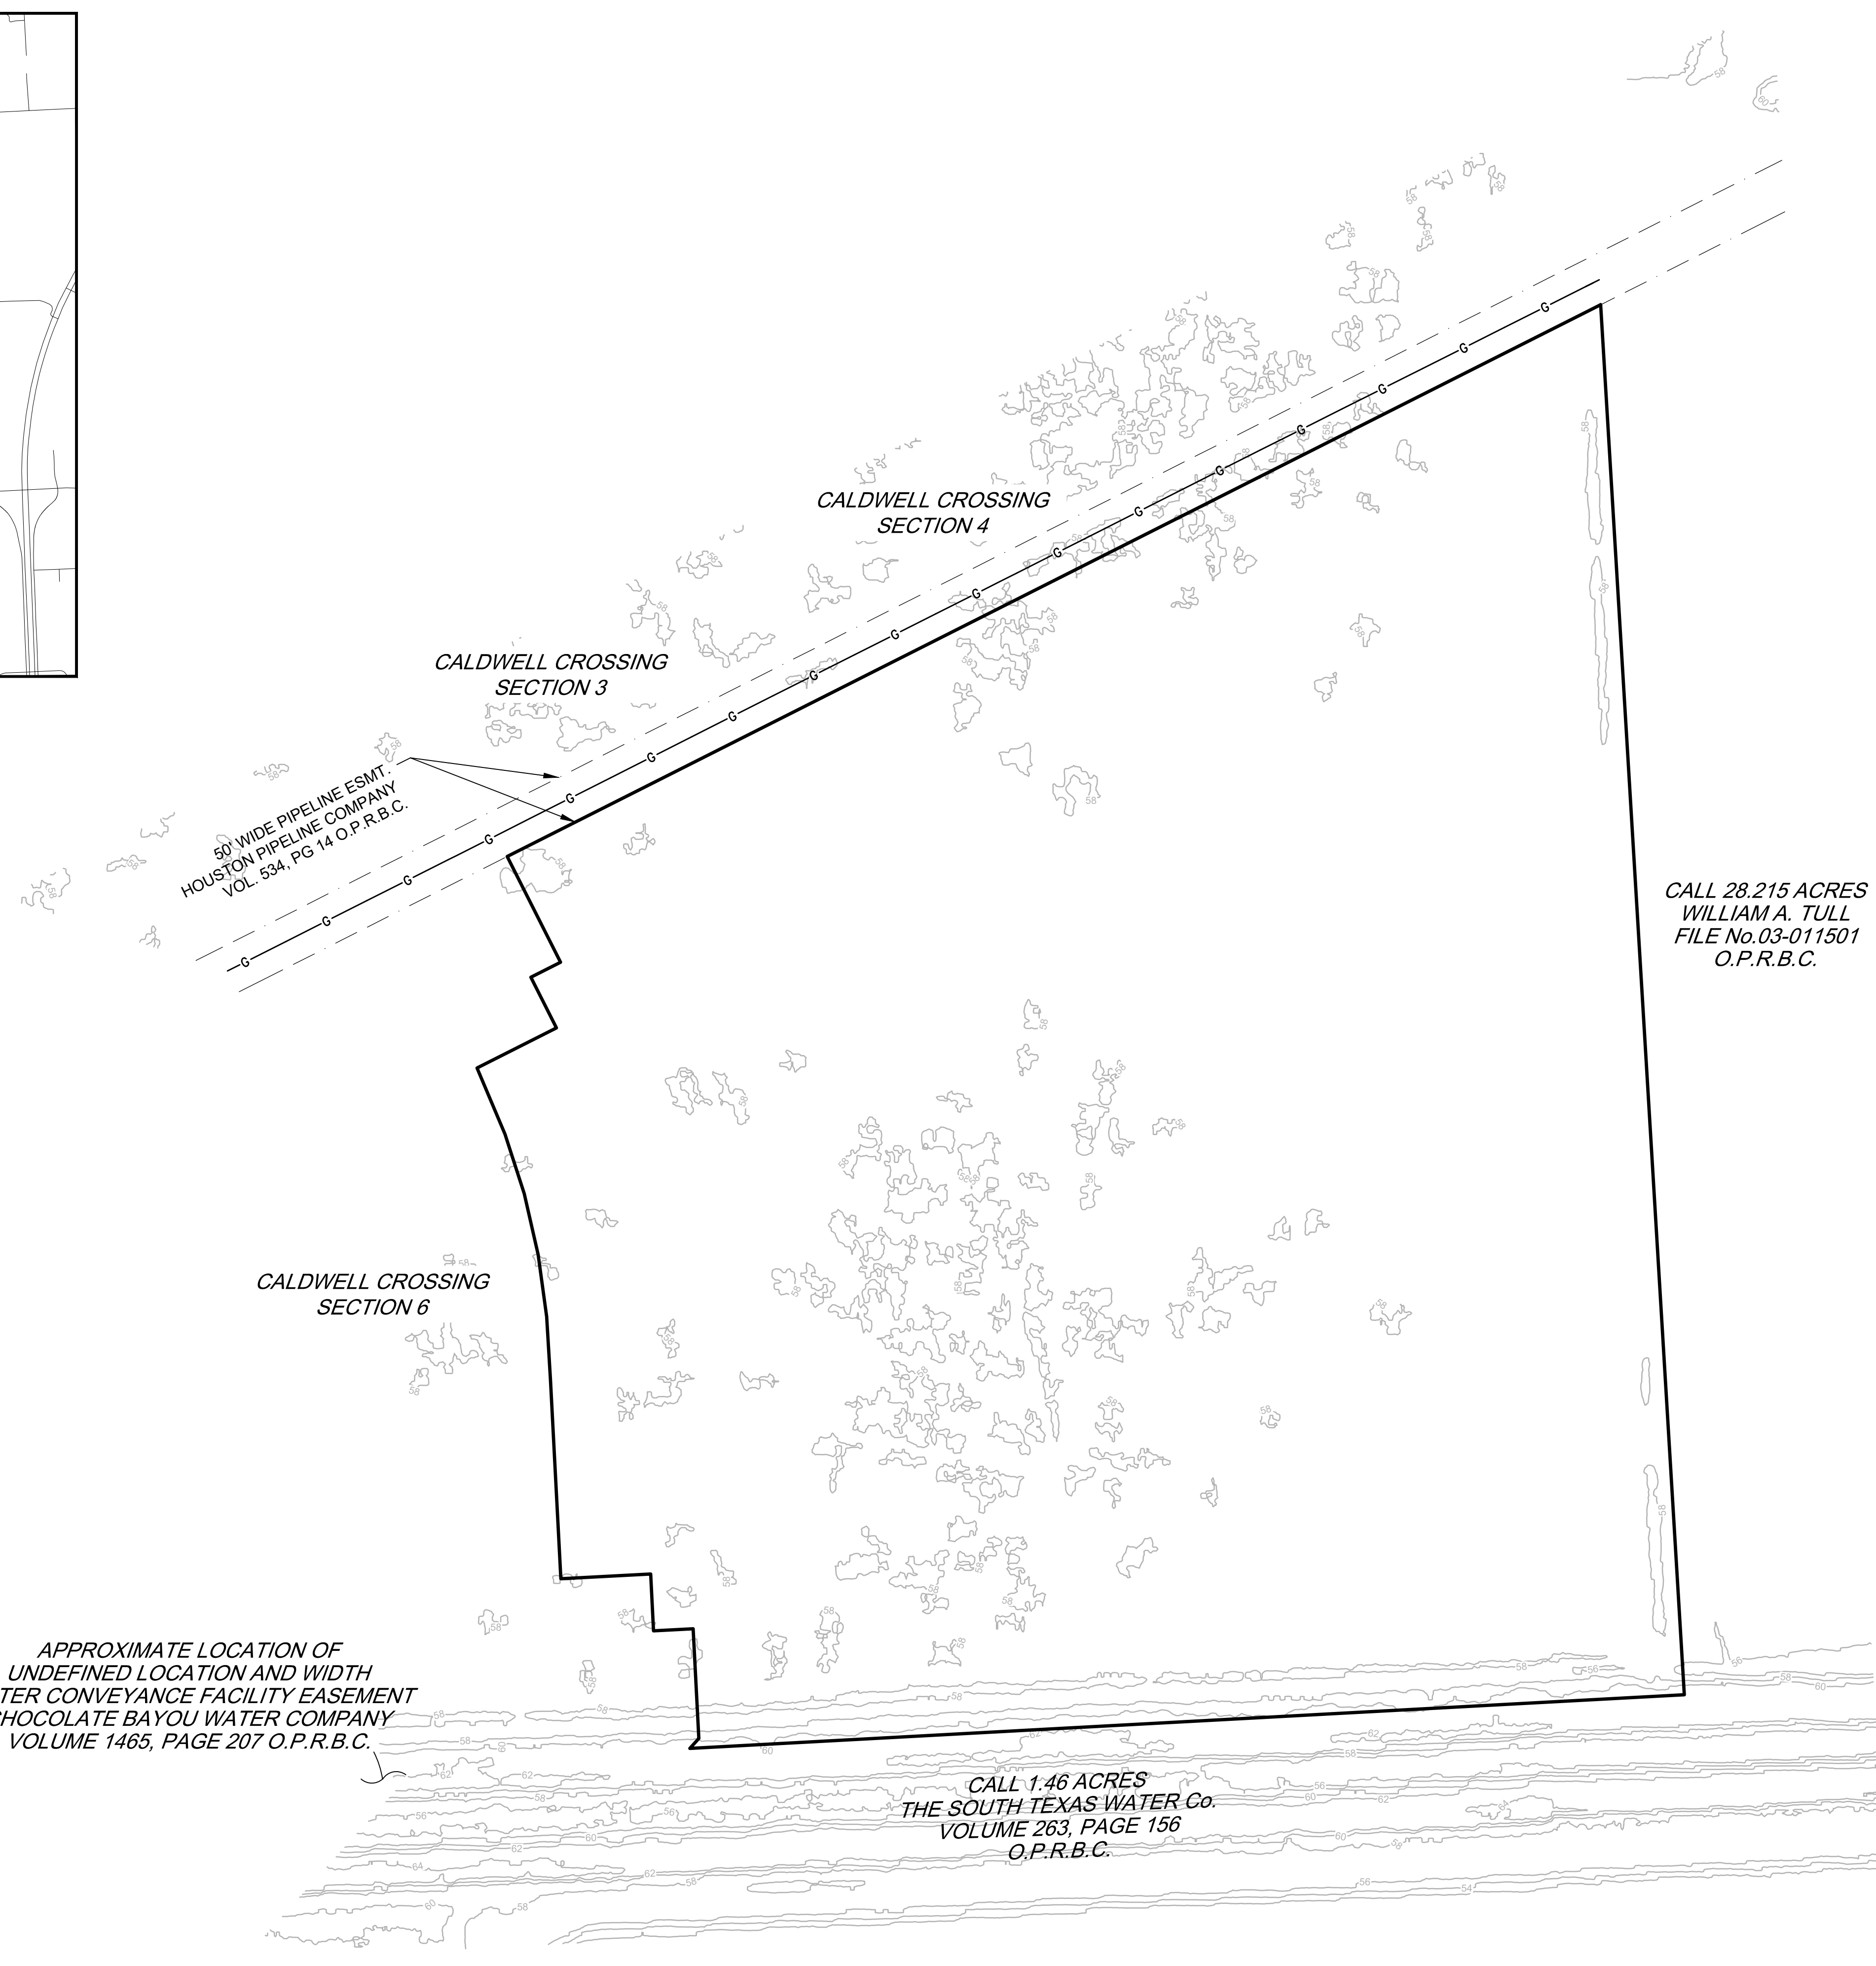 CALDWELL CROSSING
SECTION 4
CALDWELL CROSSING
SECTION 3
50' WIDE PIPELINE ESMT.
HOUSTON PIPELINE COMPANY
VOL. 534, PG 14 O.P.R.B.C.
CALL 28.215 ACRES
WILLIAM A. TULL
FILE No.03-011501
O.P.R.B.C.
CALDWELL CROSSING
SECTION 6
APPROXIMATE LOCATION OF
UNDEFINED LOCATION AND WIDTH
TER CONVEYANCE FACILITY EASEMENT
HOCOLATE BAYOU WATER COMPANY
VOLUME 1465, PAGE 207 O.P.R.B.C.
CALL 1.46 ACRES
THE SOUTH TEXAS WATER Co.
VOLUME 263, PAGE 156
O.P.R.B.C.